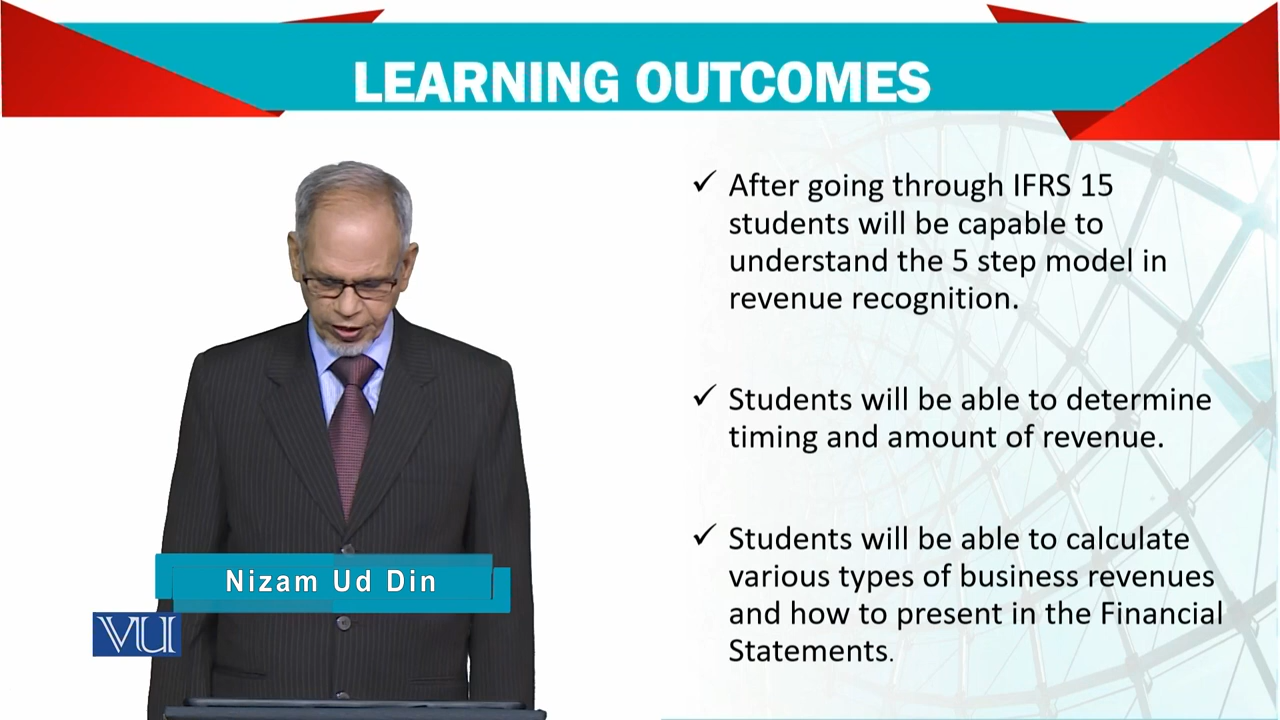 LEARNING OUTCOMES
✓ After going through IFRS 15
students will be capable to
understand the 5 step model in
revenue recognition.
✓ Students will be able to determine
timing and amount of revenue.
✓ Students will be able to calculate
various types of business revenues
and how to present in the Financial
Statements.
Nizam Ud Din
VU